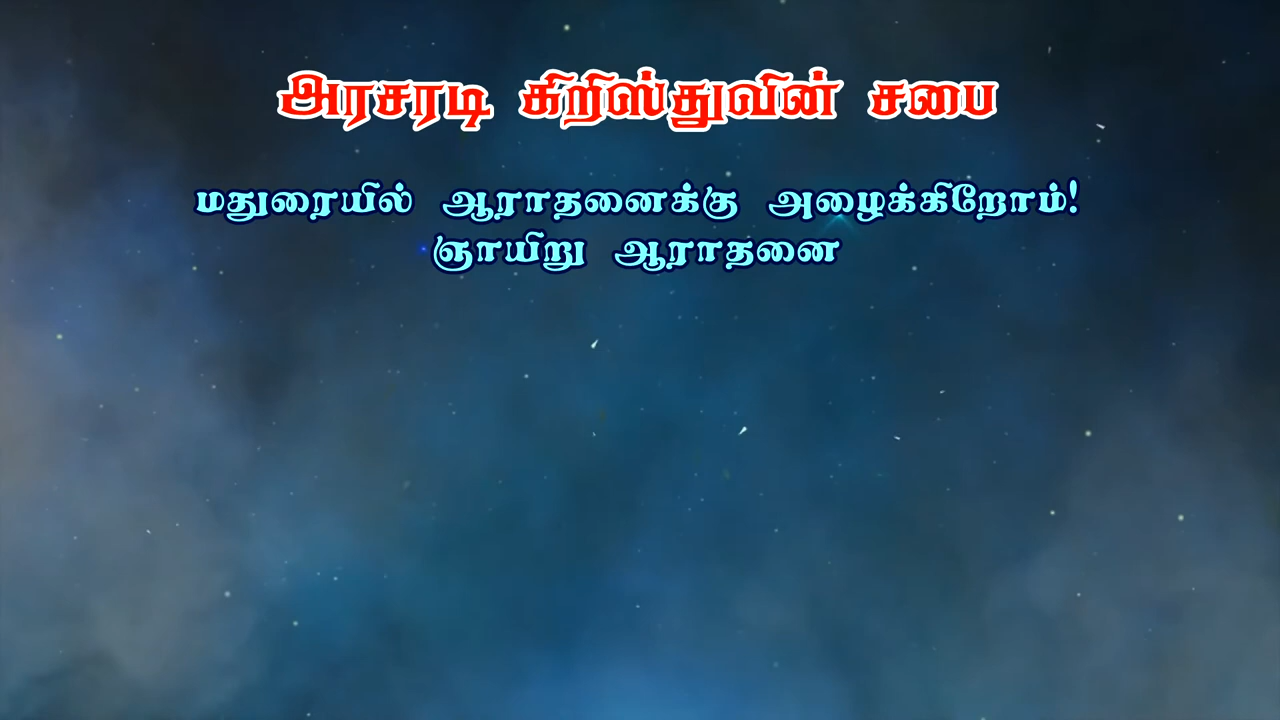 அரசரடி கிறிஸ்துவின் சபை
மதுரையில் ஆராதனைக்கு அழைக்கிறோம்!
ஞாயிறு ஆராதனை